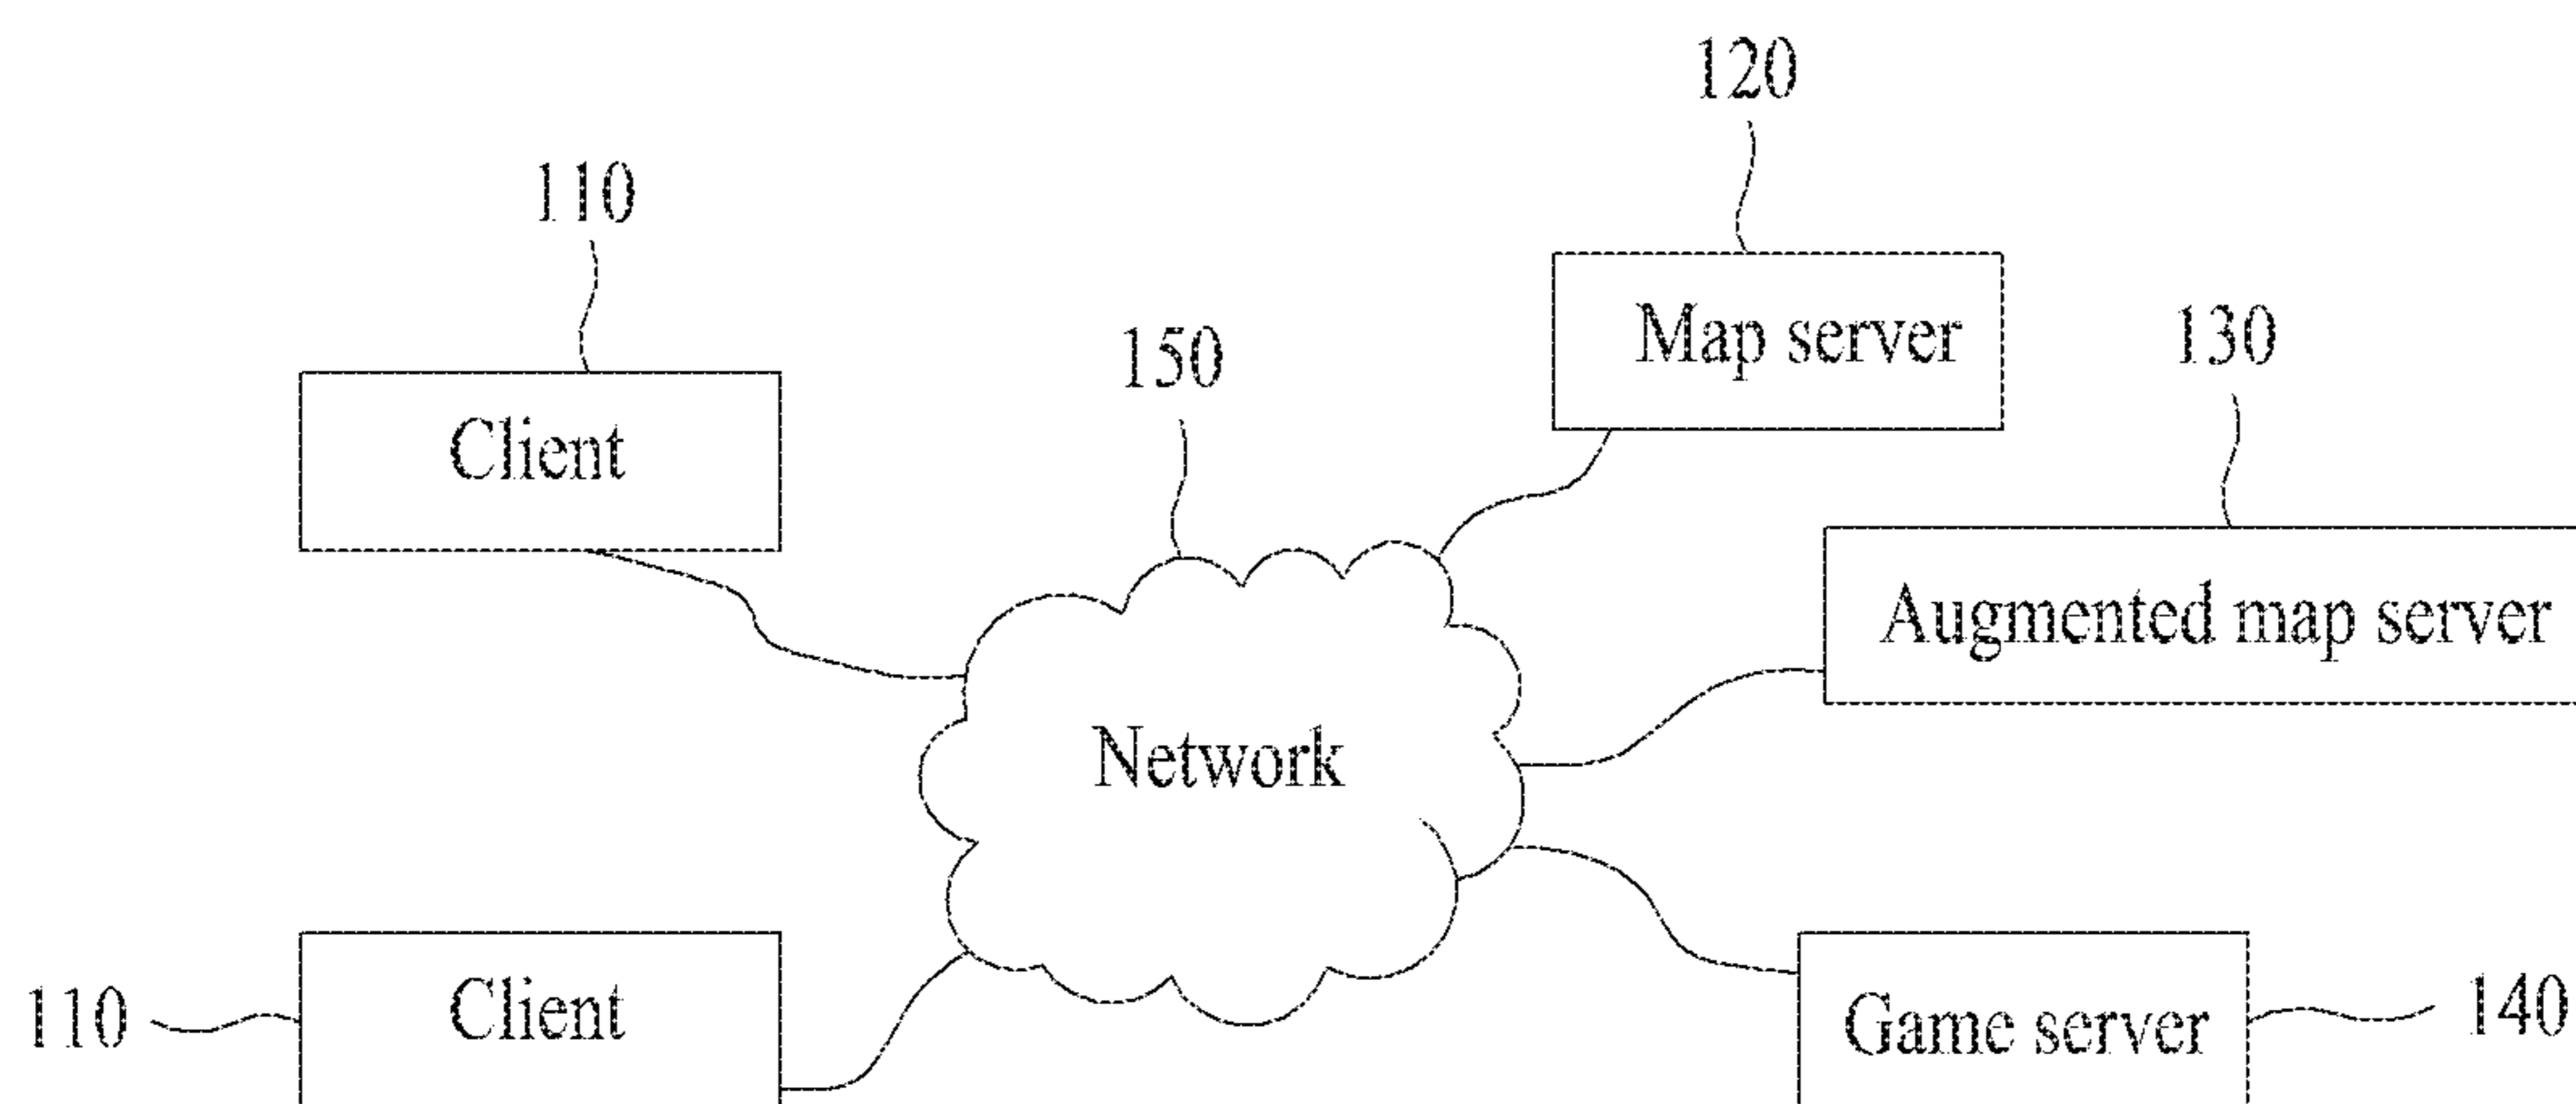 120
110
150
130
Map server
Client
Augmented map server
Network
110
Client
Game server
140